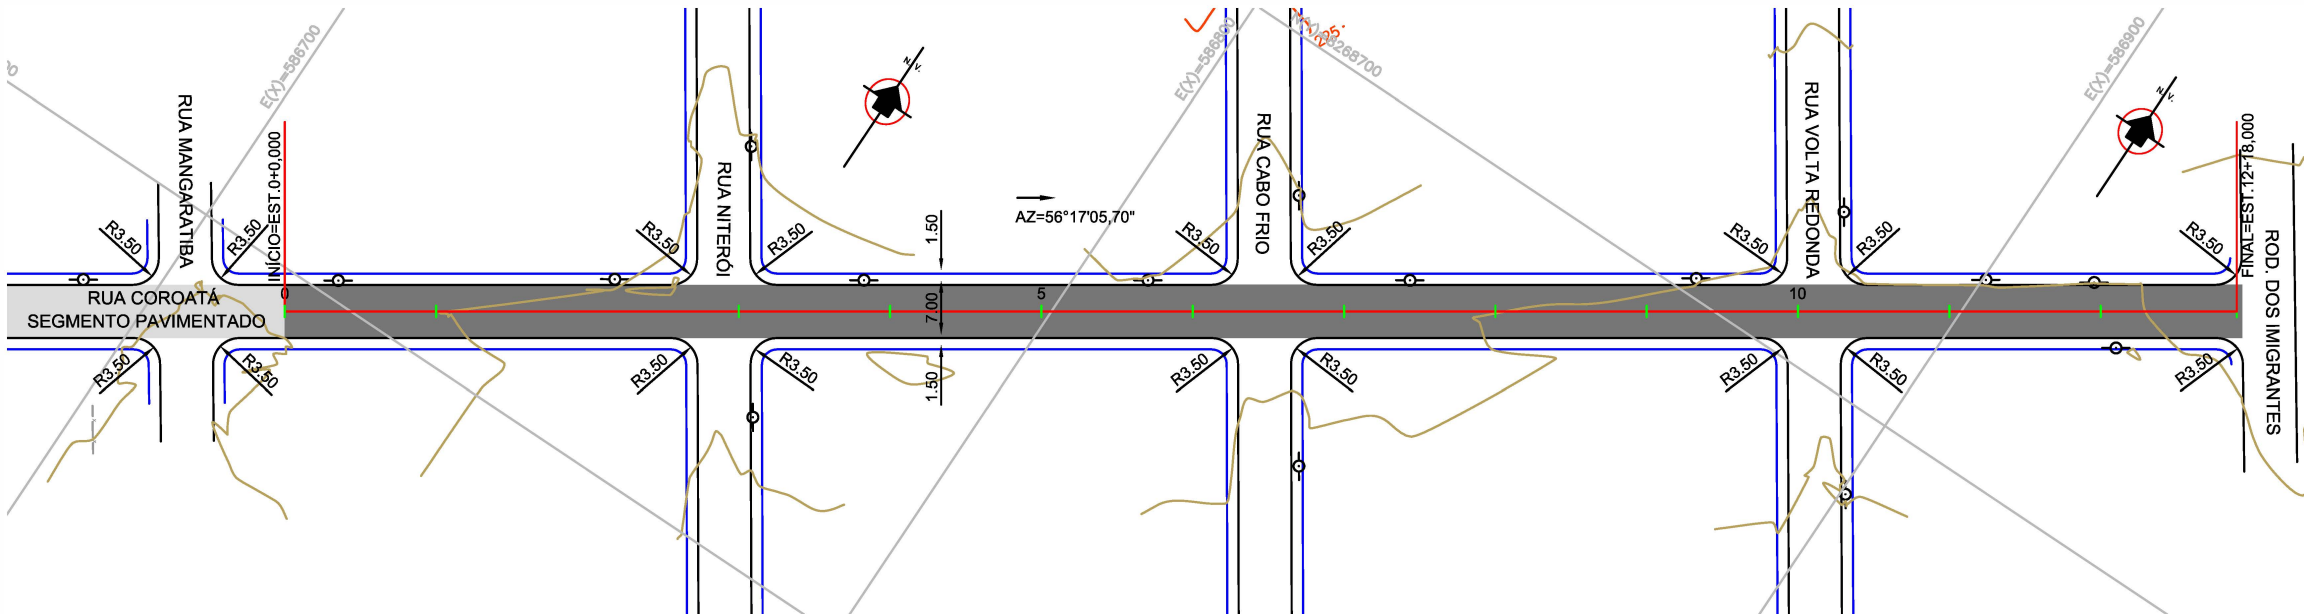 E(X)=586700
RUA MANGARATIBA
R3.50
R3.50
INÍCIO=EST.0+0,000
RUA COROATÁ
SEGMENTO PAVIMENTADO
R3.50
R3.50
0
R3.50
RUA NITERÓI
R3.50
R3.50
R3.50
N.V.
1.50
7.00
1.50
AZ=56°17'05,70"
5
E(X)=586800
R3.50
RUA CABO FRIO
R3.50
R3.50
R3.50
10
R3.50
RUA VOLTA REDONDA
R3.50
R3.50
R3.50
E(X)=586900
N.V.
R3.50
R3.50
FINAL=EST.12+18,000
ROD. DOS IMIGRANTES